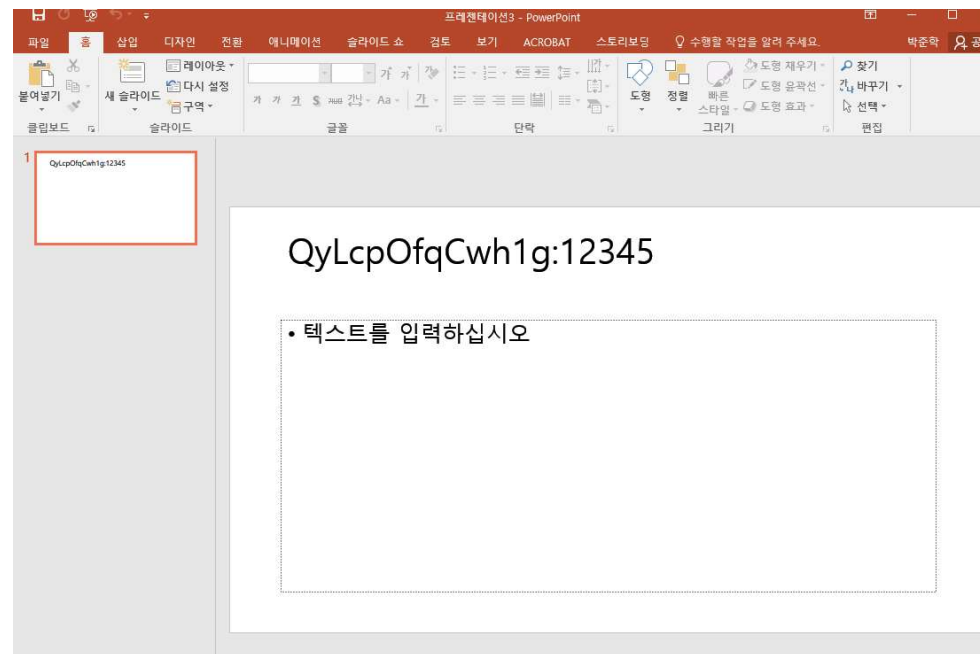 프레젠테이션3 - PowerPoint
파일 홈 삽입 디자인 전환 애니메이션 슬라이드 쇼 검토 보기 ACROBAT 스토리보딩 수행할 작업을 알려 주세요. 박준학 공
붙여넣기
새 슬라이드
레이아웃
다시 설정
구역
가 가 가 S abc 간 Aa 가
도형
정렬
빠른 스타일
도형 채우기
도형 윤곽선
도형 효과
찾기
바꾸기
선택
클립보드 슬라이드 글꼴 단락 그리기 편집
1
QyLcpOfqCwh1g:12345
QyLcpOfqCwh1g:12345
• 텍스트를 입력하십시오